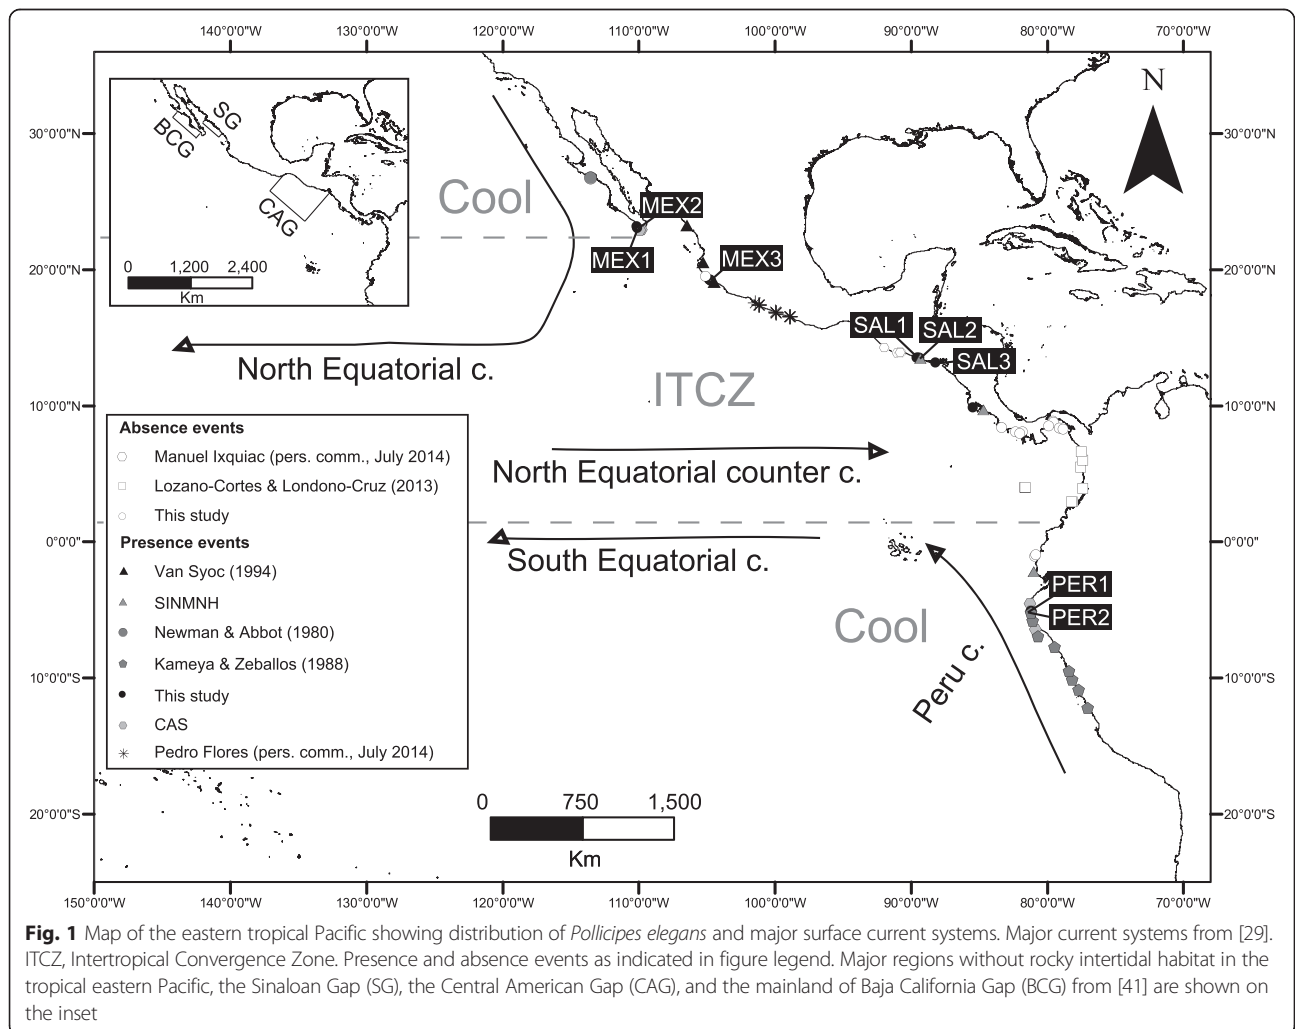 140°0'0"W 130°0'0"W 120°0'0"W 110°0'0"W 100°0'0"W 90°0'0"W 80°0'0"W 70°0'0"W
N
SG
BCG
CAG
0 1,200 2,400
Km
30°0'0"N 30°0'0"N
Cool
MEX2
MEX1
MEX3
20°0'0"N 20°0'0"N
SAL1
SAL2
SAL3
North Equatorial c.
ITCZ
10°0'0"N 10°0'0"N
North Equatorial counter c.
Absence events
Manuel Ixquiac (pers. comm., July 2014)
Lozano-Cortes & Londono-Cruz (2013)
This study
Presence events
Van Syoc (1994)
SINMNH
Newman & Abbot (1980)
Kameya & Zeballos (1988)
This study
CAS
Pedro Flores (pers. comm., July 2014)
0°0'0" 0°0'0"
South Equatorial c.
PER1
PER2
Cool
Peru c.
10°0'0"S 10°0'0"S
0 750 1,500
Km
20°0'0"S 20°0'0"S
150°0'0"W 140°0'0"W 130°0'0"W 120°0'0"W 110°0'0"W 100°0'0"W 90°0'0"W 80°0'0"W 70°0'0"W
Fig. 1 Map of the eastern tropical Pacific showing distribution of Pollicipes elegans and major surface current systems. Major current systems from [29].
ITCZ, Intertropical Convergence Zone. Presence and absence events as indicated in figure legend. Major regions without rocky intertidal habitat in the
tropical eastern Pacific, the Sinaloan Gap (SG), the Central American Gap (CAG), and the mainland of Baja California Gap (BCG) from [41] are shown on
the inset